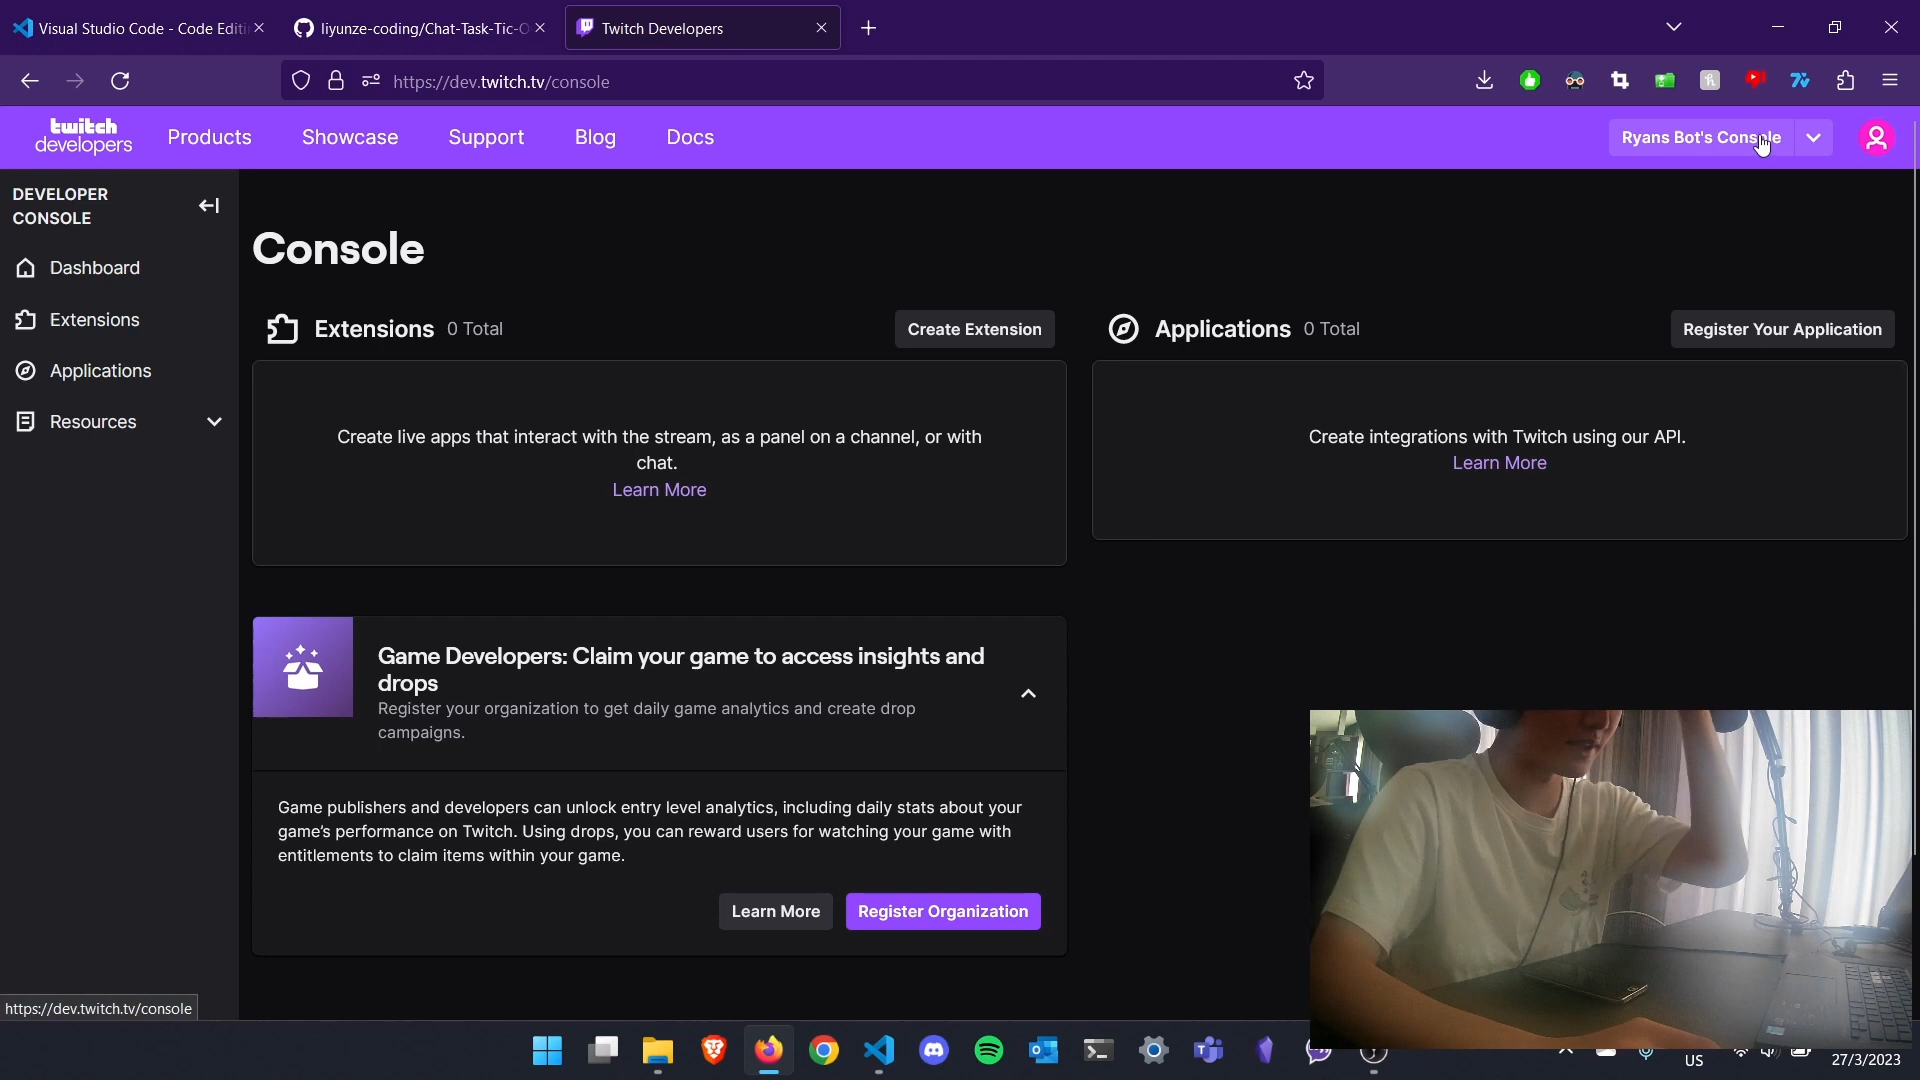 Visual Studio Code - Code Editi
liyunze-coding/Chat-Task-Tic-O
Twitch Developers
https://dev.twitch.tv/console
twitch
developers
Products
Showcase
Support
Blog
Docs
Ryans Bot's Console
DEVELOPER
CONSOLE
Dashboard
Extensions
Applications
Resources
Console
Extensions 0 Total
Create Extension
Create live apps that interact with the stream, as a panel on a channel, or with
chat.
Learn More
Applications 0 Total
Register Your Application
Create integrations with Twitch using our API.
Learn More
Game Developers: Claim your game to access insights and
drops
Register your organization to get daily game analytics and create drop
campaigns.
Game publishers and developers can unlock entry level analytics, including daily stats about your
game's performance on Twitch. Using drops, you can reward users for watching your game with
entitlements to claim items within your game.
Learn More
Register Organization
https://dev.twitch.tv/console
US
27/3/2023